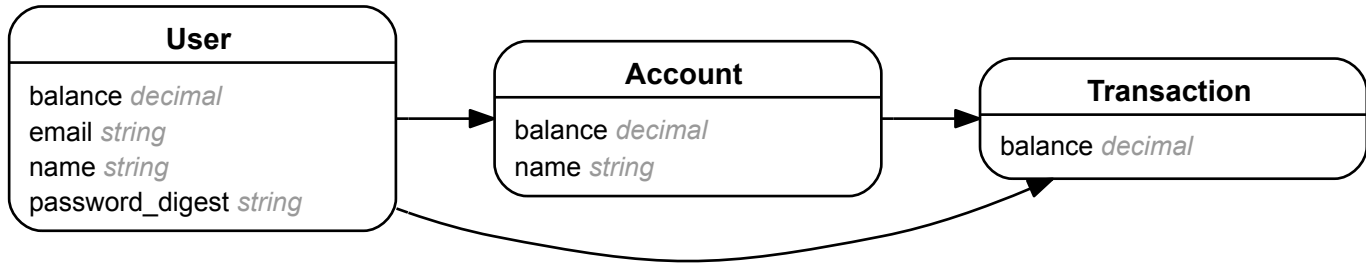 User
balance decimal
email string
name string
password_digest string
Account
balance decimal
name string
Transaction
balance decimal